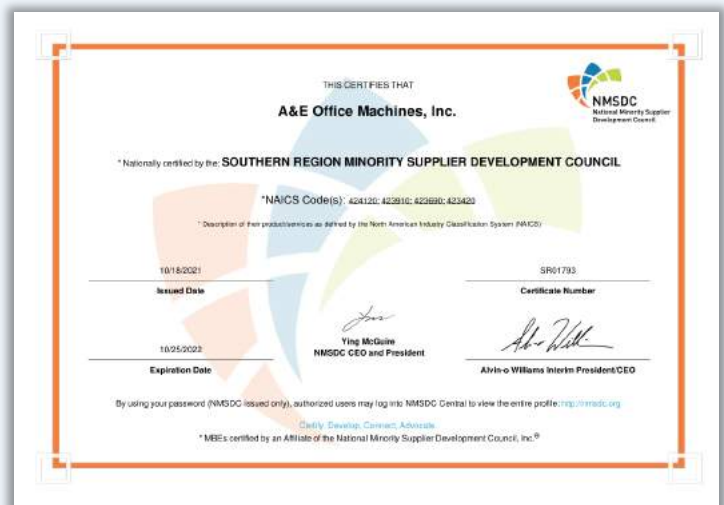 THIS CERTIFIES THAT
A&E Office Machines, Inc.
NMSDC
National Minority Supplier
Development Council
* Nationally certified by the: SOUTHERN REGION MINORITY SUPPLIER DEVELOPMENT COUNCIL
*NAICS Code(s): 424120; 423910; 423690; 423420
* Description of their product/services as defined by the North American Industry Classification System (NAICS)
10/18/2021
Issued Date
SR01793
Certificate Number
Ying McGuire
NMSDC CEO and President
10/25/2022
Expiration Date
Alvin-o Williams Interim President/CEO
By using your password (NMSDC issued only), authorized users may log into NMSDC Central to view the entire profile: http://nmsdc.org
Certify, Develop, Connect, Advocate.
* MBEs certified by an Affiliate of the National Minority Supplier Development Council, Inc.®